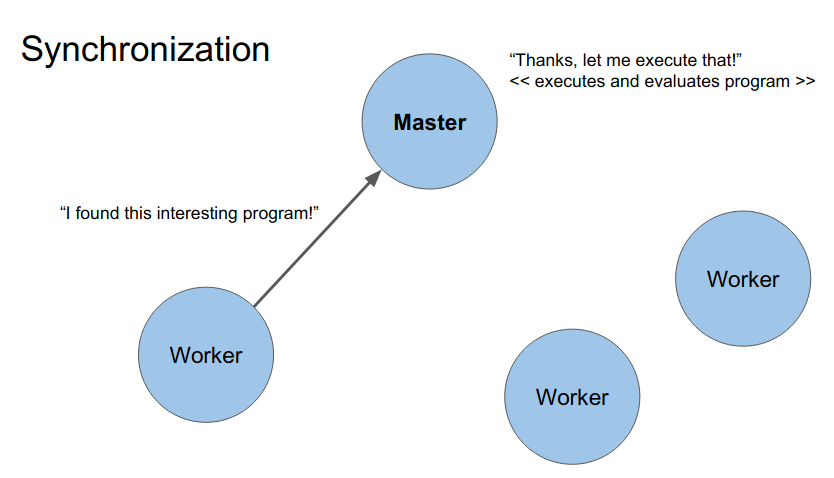 Synchronization
“Thanks, let me execute that!”
<< executes and evaluates program >>
Master
“I found this interesting program!”
Worker
Worker
Worker